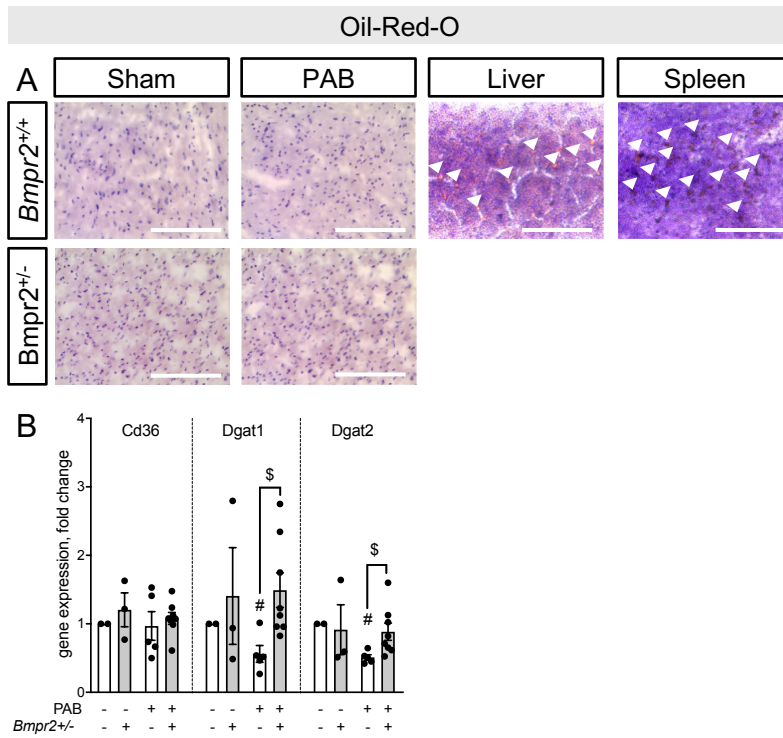 Oil-Red-O
A Sham PAB Liver Spleen
Bmpr2+/+
Bmpr2+/-
B
Cd36 Dgat1 Dgat2
gene expression, fold change
4
3
2
1
0
$
$
# #
PAB - - + + - - + + - - + +
Bmpr2+/- - + - + - + - + - + - +